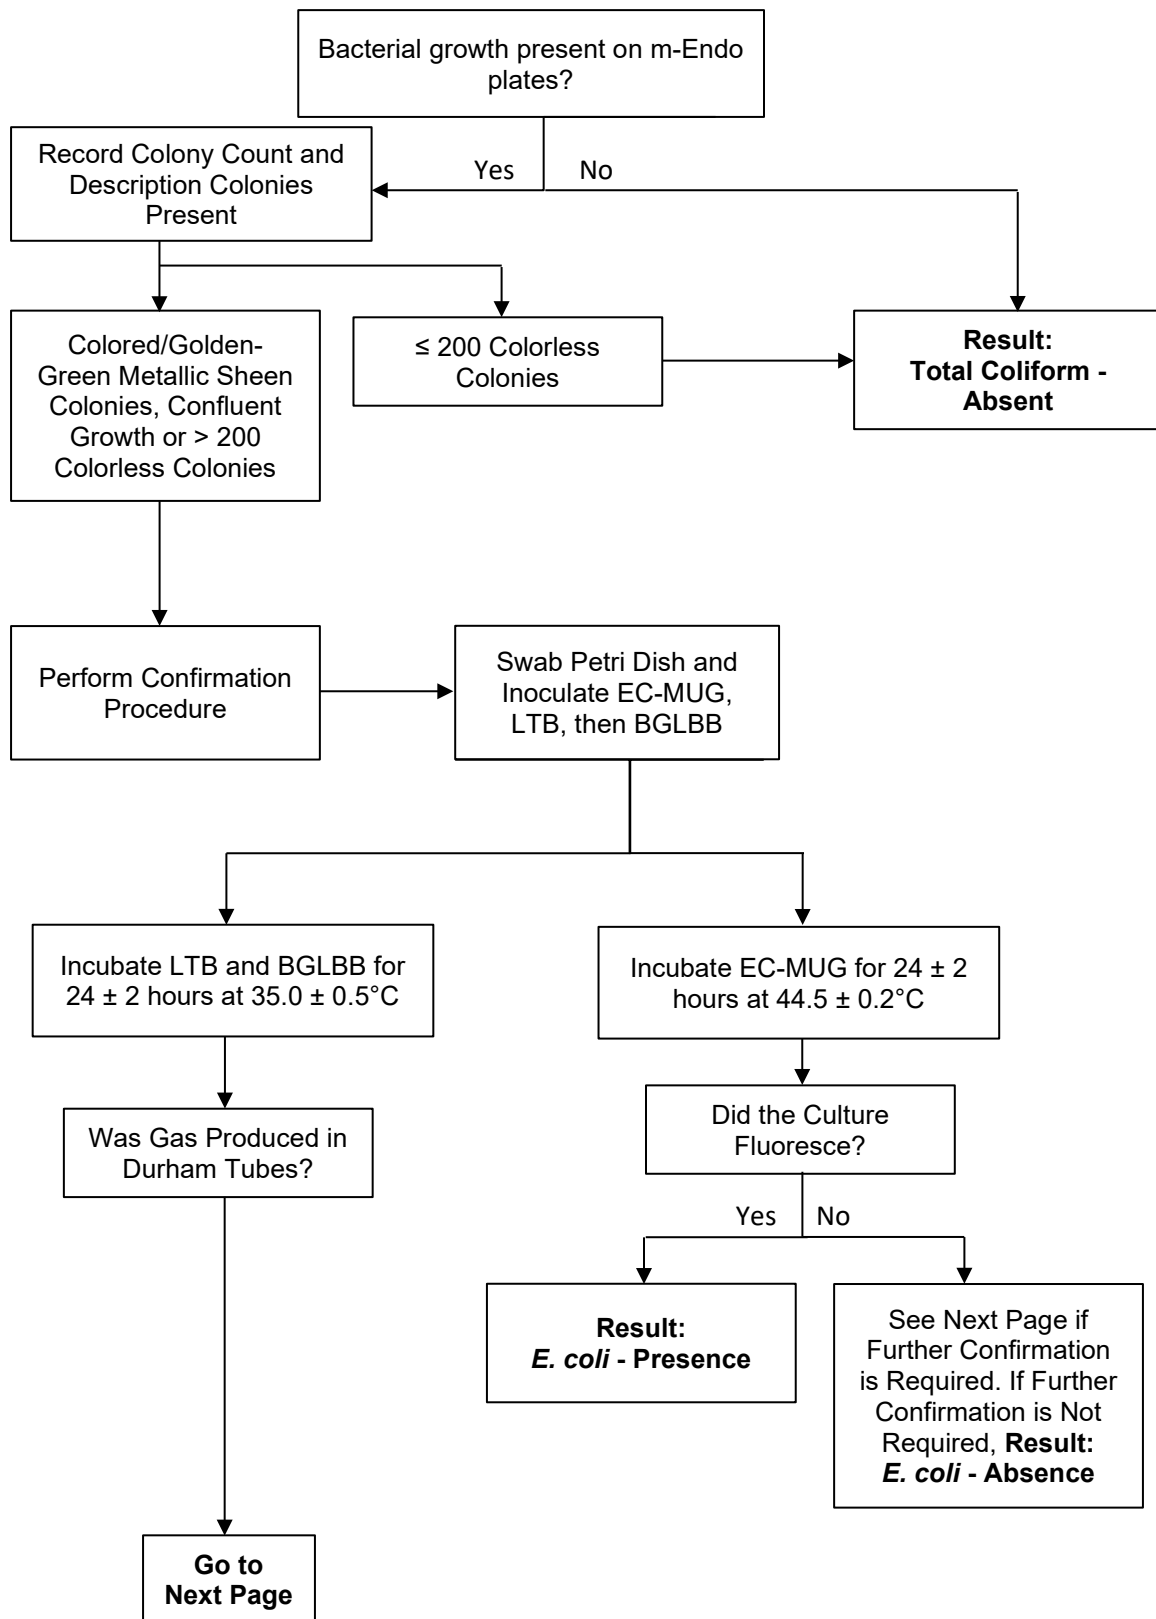 Bacterial growth present on m-Endo
plates?
Record Colony Count and
Description Colonies
Present
Yes
No
Colored/Golden-
Green Metallic Sheen
Colonies, Confluent
Growth or > 200
Colorless Colonies
≤ 200 Colorless
Colonies
Result:
Total Coliform -
Absent
Perform Confirmation
Procedure
Swab Petri Dish and
Inoculate EC-MUG,
LTB, then BGLBB
Incubate LTB and BGLBB for
24 ± 2 hours at 35.0 ± 0.5°C
Incubate EC-MUG for 24 ± 2
hours at 44.5 ± 0.2°C
Was Gas Produced in
Durham Tubes?
Did the Culture
Fluoresce?
Yes
No
Result:
E. coli - Presence
See Next Page if
Further Confirmation
is Required. If Further
Confirmation is Not
Required, Result:
E. coli - Absence
Go to
Next Page